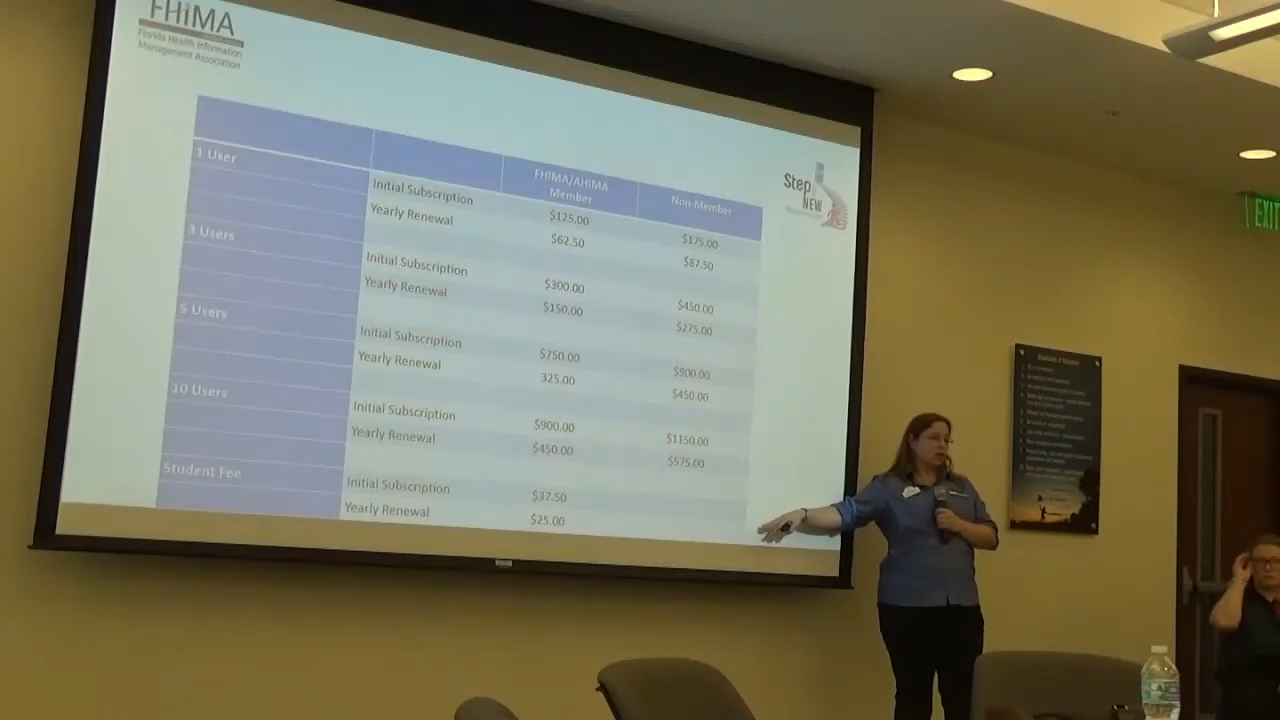 FHIMA
Florida Health Information
Management Association
Step
NEW
FHIMA/AHIMA
Member
Non-Member
1 User
Initial Subscription $125.00 $175.00
Yearly Renewal $62.50 $87.50
3 Users
Initial Subscription $300.00 $450.00
Yearly Renewal $150.00 $275.00
5 Users
Initial Subscription $750.00 $900.00
Yearly Renewal 325.00 $450.00
10 Users
Initial Subscription $900.00 $1150.00
Yearly Renewal $450.00 $575.00
Student Fee
Initial Subscription $37.50
Yearly Renewal $25.00
EXIT